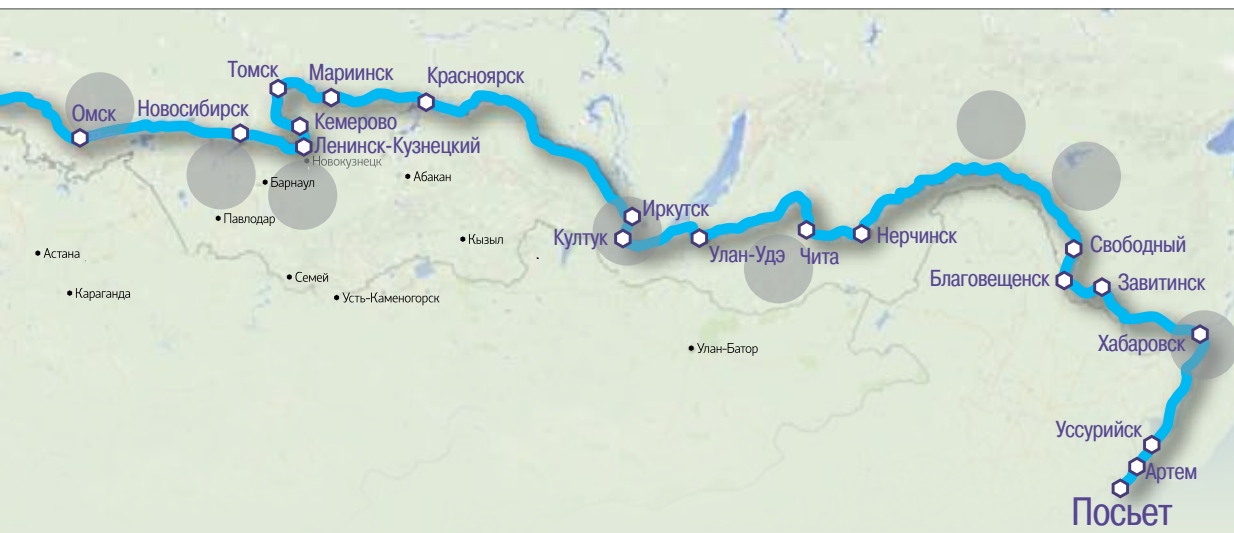 Томск
Мариинск
Красноярск
Омск
Новосибирск
Кемерово
Ленинск-Кузнецкий
Новокузнецк
Барнаул
Абакан
Павлодар
Иркутск
Култук
Кызыл
Улан-Удэ
Чита
Нерчинск
Свободный
Астана
Семей
Караганда
Усть-Каменогорск
Благовещенск
Завитинск
Улан-Батор
Хабаровск
Уссурийск
Артем
Посьет